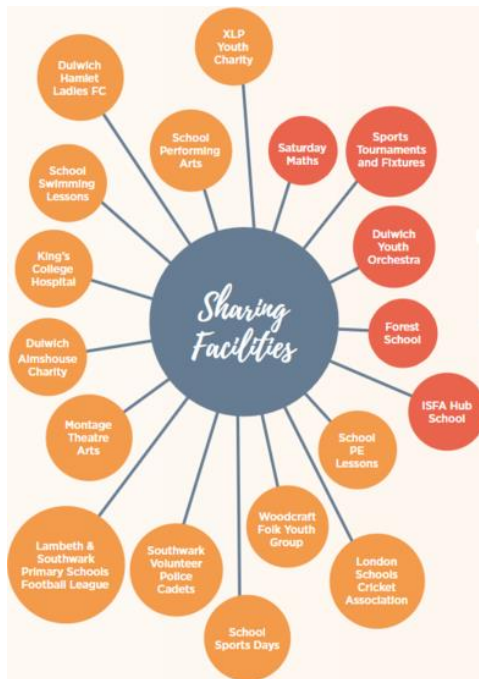 XLP
Youth
Charity
Dulwich
Hamlet
Ladies FC
School
Performing
Arts
Saturday
Maths
Sports
Tournaments
and Fixtures
School
Swimming
Lessons
Dulwich
Youth
Orchestra
King's
College
Hospital
Sharing
Facilities
Forest
School
Dulwich
Almshouse
Charity
ISFA Hub
School
Montage
Theatre
Arts
School
PE
Lessons
Lambeth &
Southwark
Primary Schools
Football League
Southwark
Volunteer
Police
Cadets
Woodcraft
Folk Youth
Group
London
Schools
Cricket
Association
School
Sports Days